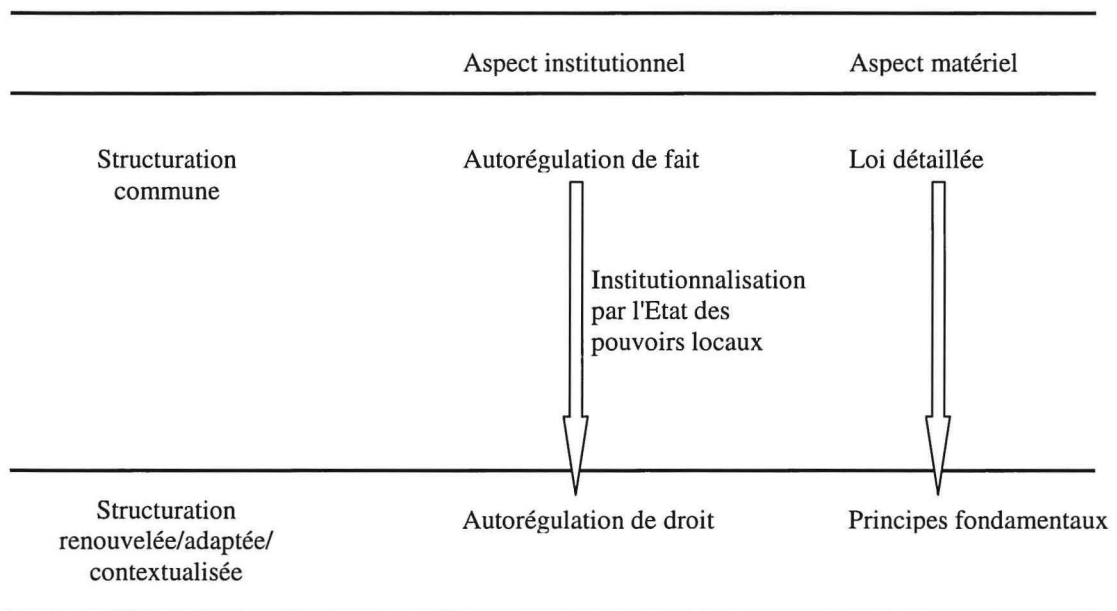 Aspect institutionnel Aspect matériel
Structuration Autorégulation de fait Loi détaillée
commune
Institutionnalisation
par l'Etat des
pouvoirs locaux
Structuration
renouvelée/adaptée/ Autorégulation de droit Principes fondamentaux
contextualisée